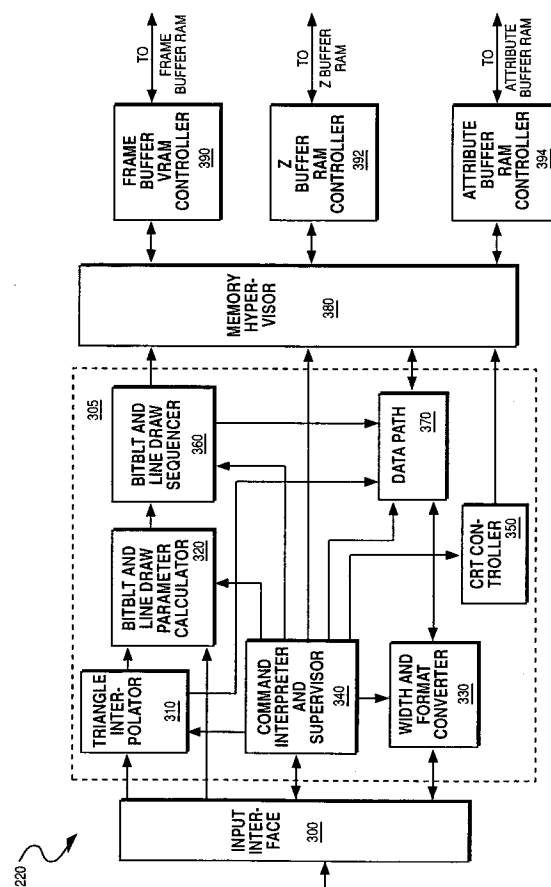 220
INPUT
INTER-
FACE
300
305
TRIANGLE
INTER-
POLATOR
310
BITBLT AND
LINE DRAW
PARAMETER
CALCULATOR
320
BITBLT AND
LINE DRAW
SEQUENCER
360
COMMAND
INTERPRETER
AND
SUPERVISOR
340
DATA PATH
370
WIDTH AND
FORMAT
CONVERTER
330
CRT CON-
TROLLER
350
MEMORY
HYPER-
VISOR
380
FRAME
BUFFER
VRAM
CONTROLLER
390
Z
BUFFER
RAM
CONTROLLER
392
ATTRIBUTE
BUFFER
RAM
CONTROLLER
394
TO
FRAME
BUFFER RAM
TO
Z BUFFER
RAM
TO
ATTRIBUTE
BUFFER RAM